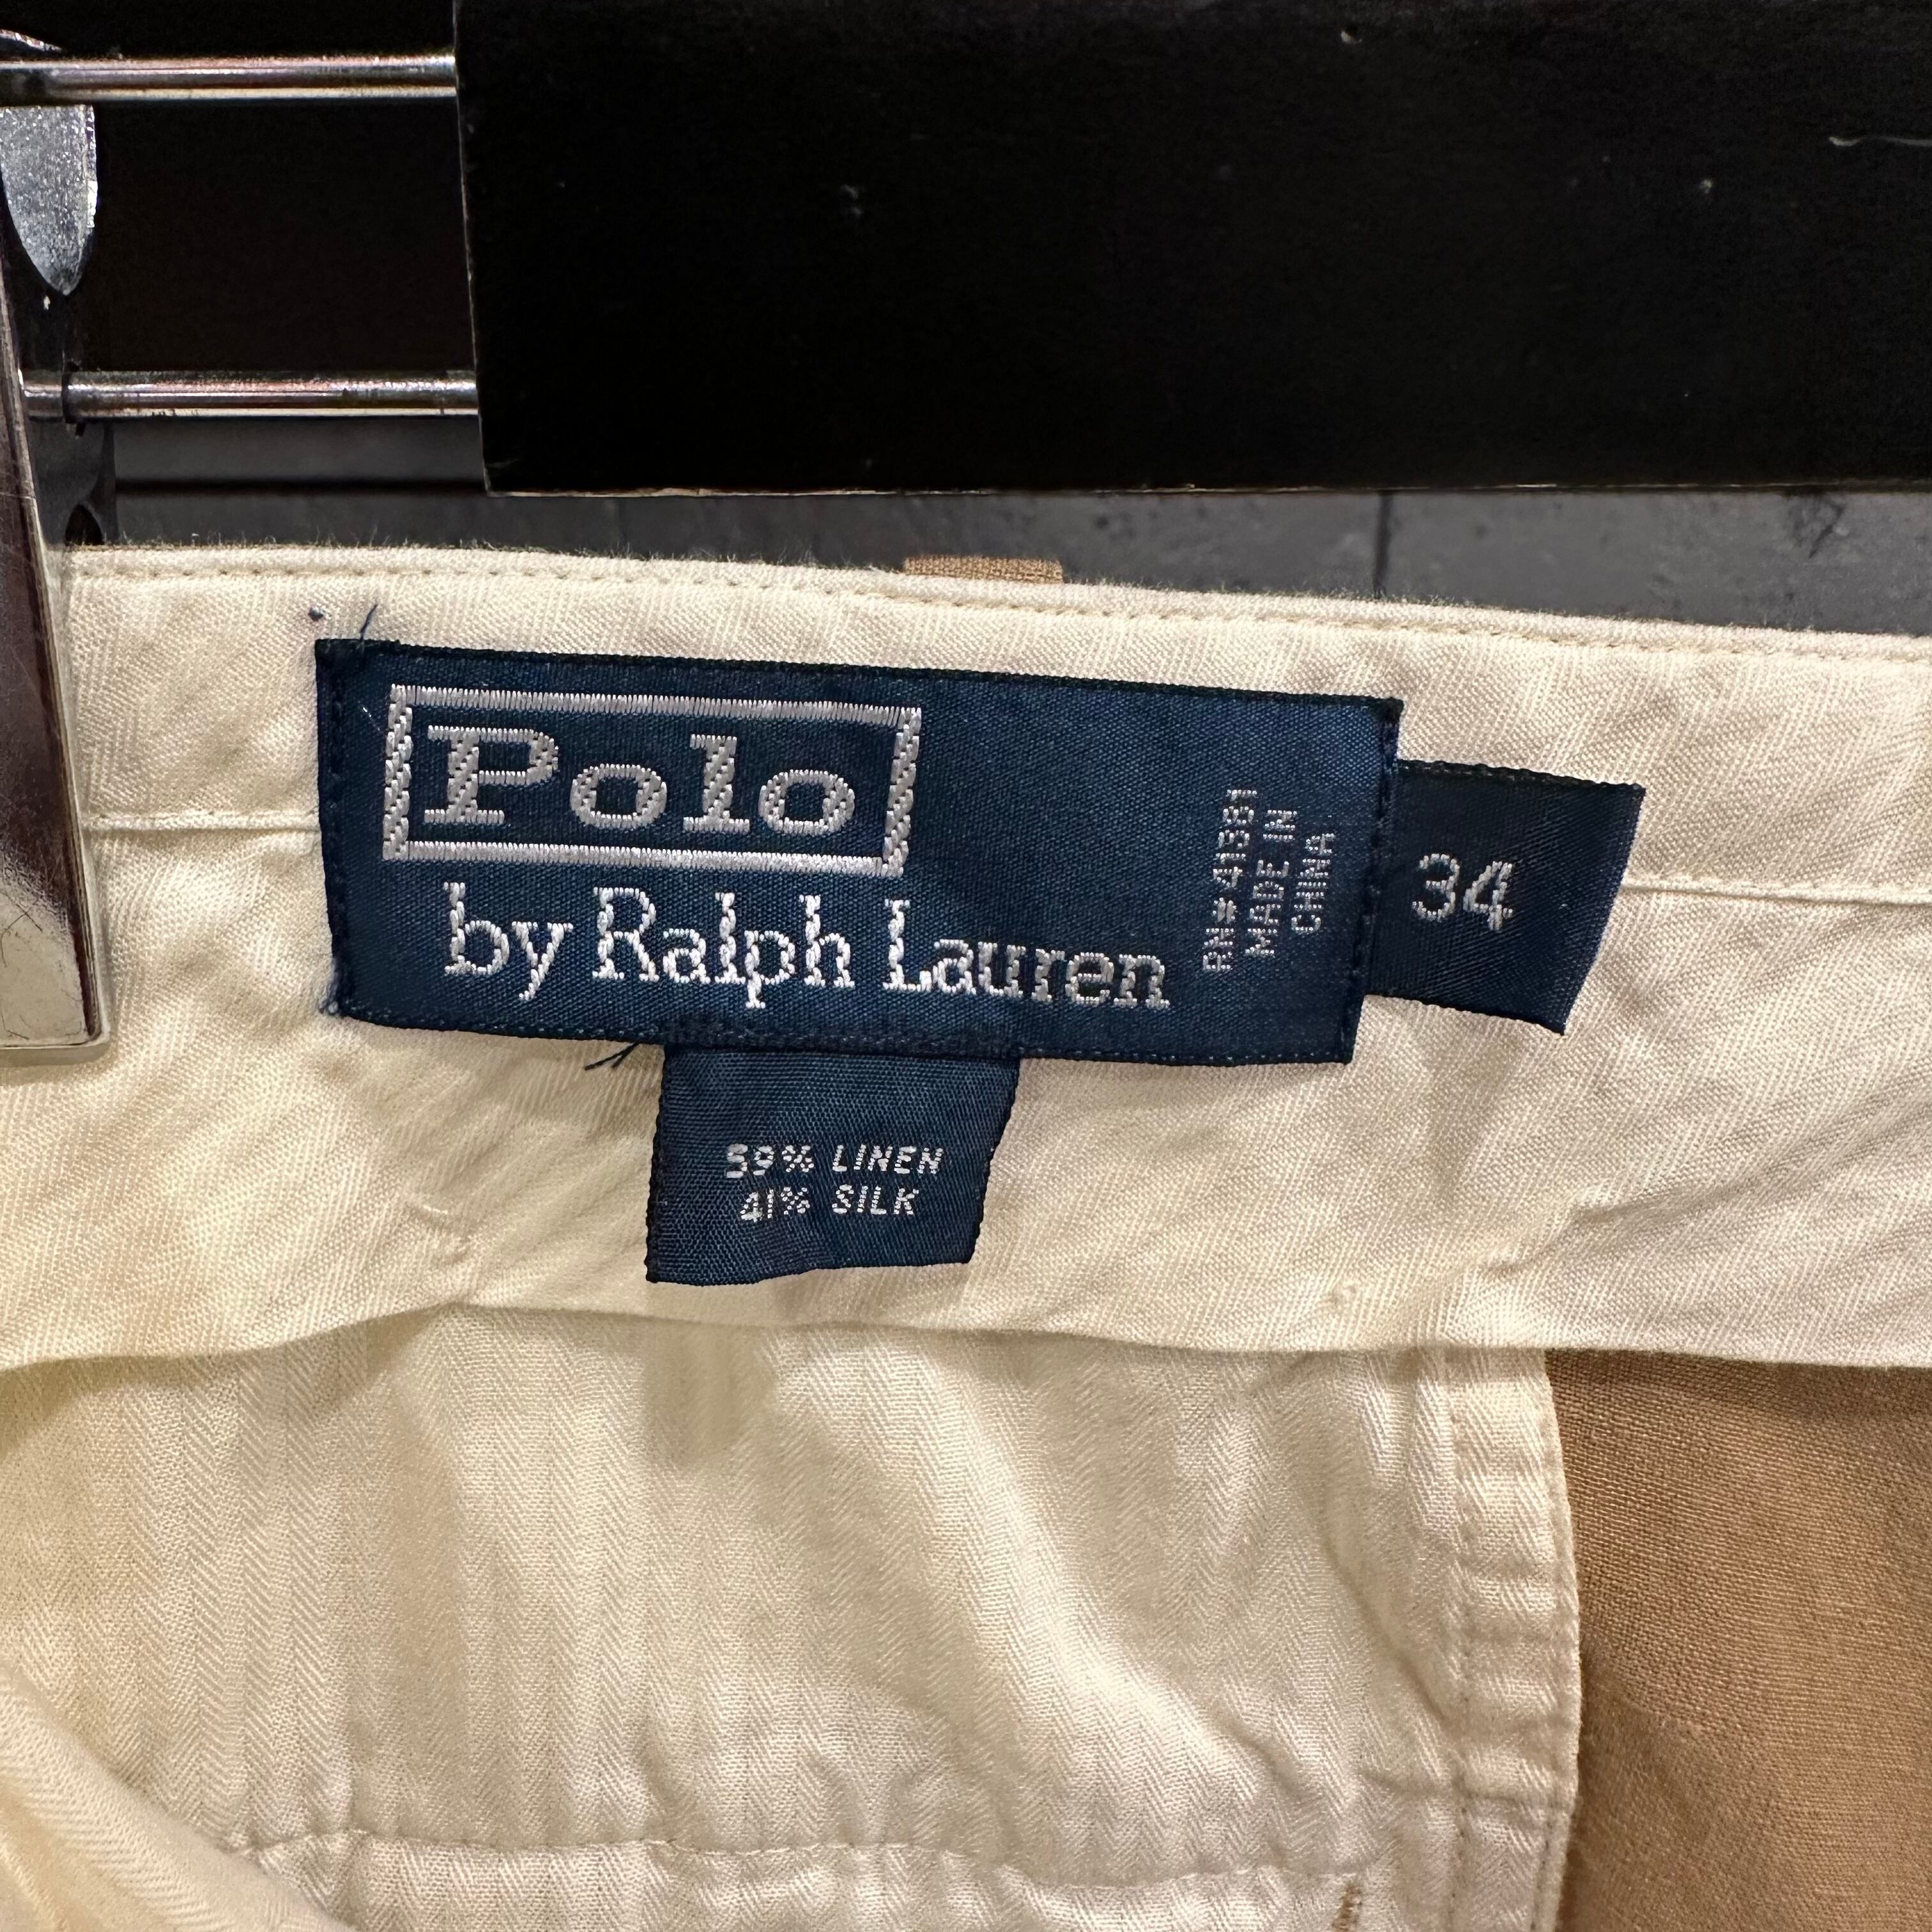 Polo
by Ralph Lauren
RN#41381
MADE IN
CHINA
34
59% LINEN
41% SILK